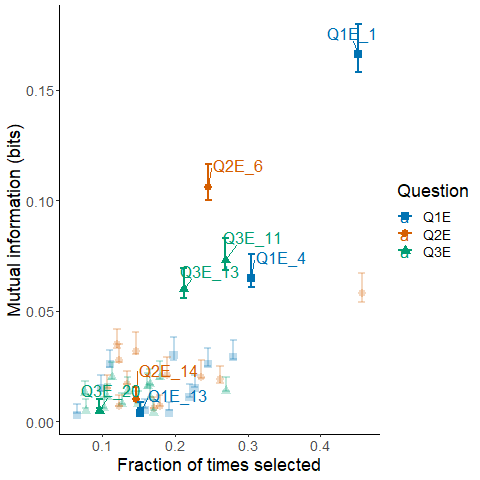 Q1E_1
0.15
Q2E_6
0.10
Q3E_11
Q1E_4
Q3E_13
0.05
Q2E_14
Q3E_20
Q1E_13
0.00
0.1
0.2
0.3
0.4
Fraction of times selected
Mutual information (bits)
Question
a Q1E
a Q2E
a Q3E